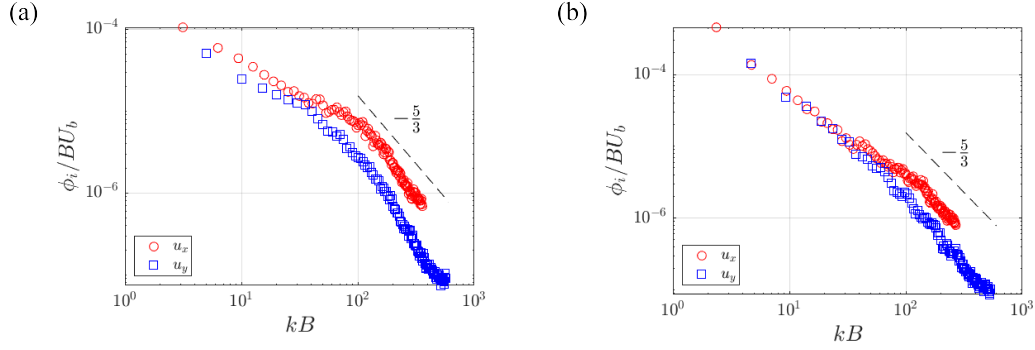 (a)
10^{-4}
10^{-6}
ϕ_i/BU_b
-5/3
u_x
u_y
10^0
10^1
10^2
10^3
kB
(b)
10^{-4}
10^{-6}
ϕ_i/BU_b
-5/3
u_x
u_y
10^0
10^1
10^2
10^3
kB